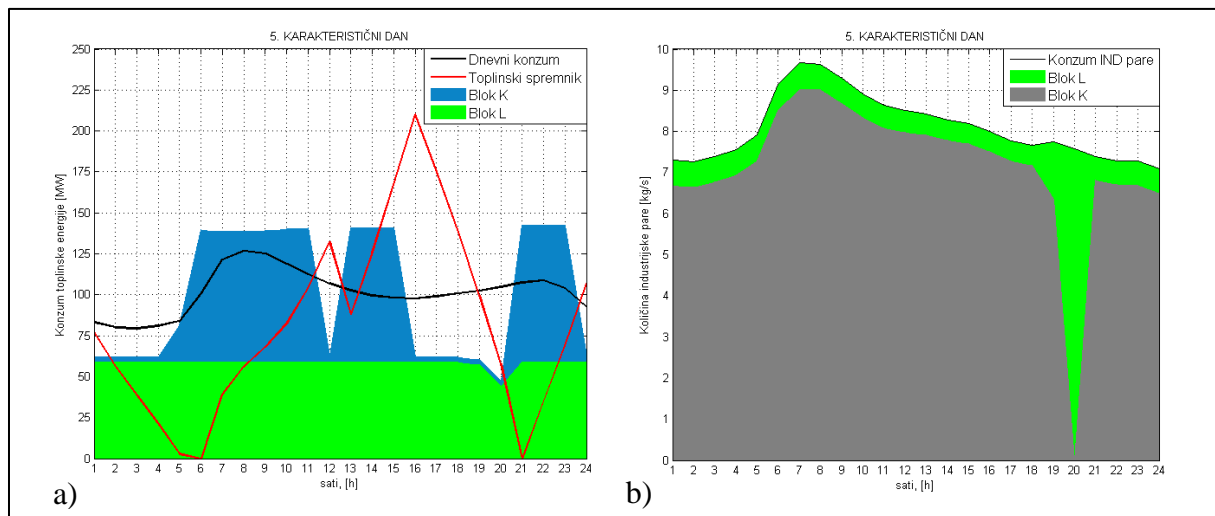 5. KARAKTERISTIČNI DAN
Konzum toplinske energije [MW]
250
225
200
175
150
125
100
75
50
25
0
Dnevni konzum
Toplinski spremnik
Blok K
Blok L
1 2 3 4 5 6 7 8 9 10 11 12 13 14 15 16 17 18 19 20 21 22 23 24
sati, [h]
a)
5. KARAKTERISTIČNI DAN
Količina industrijske pare [kg/s]
10
9
8
7
6
5
4
3
2
1
0
Konzum IND pare
Blok L
Blok K
1 2 3 4 5 6 7 8 9 10 11 12 13 14 15 16 17 18 19 20 21 22 23 24
sati, [h]
b)